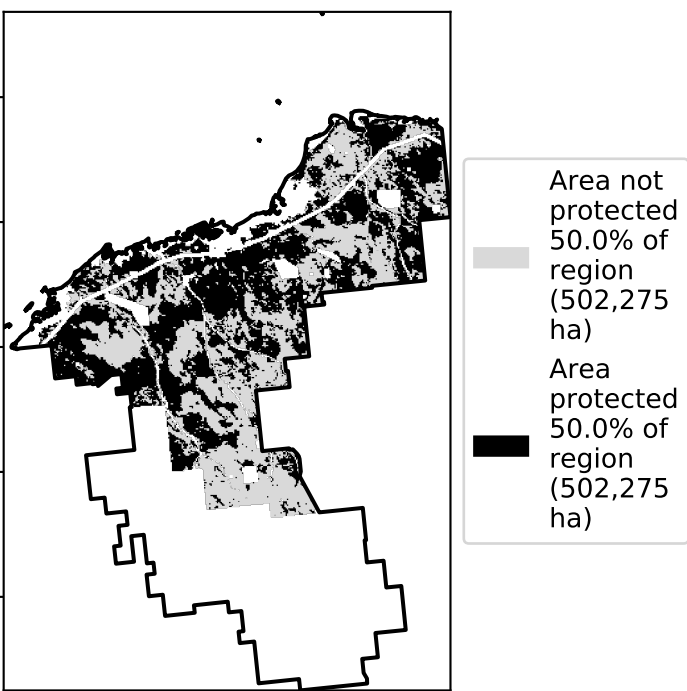 Area not
protected
50.0% of
region
(502,275
ha)
Area
protected
50.0% of
region
(502,275
ha)